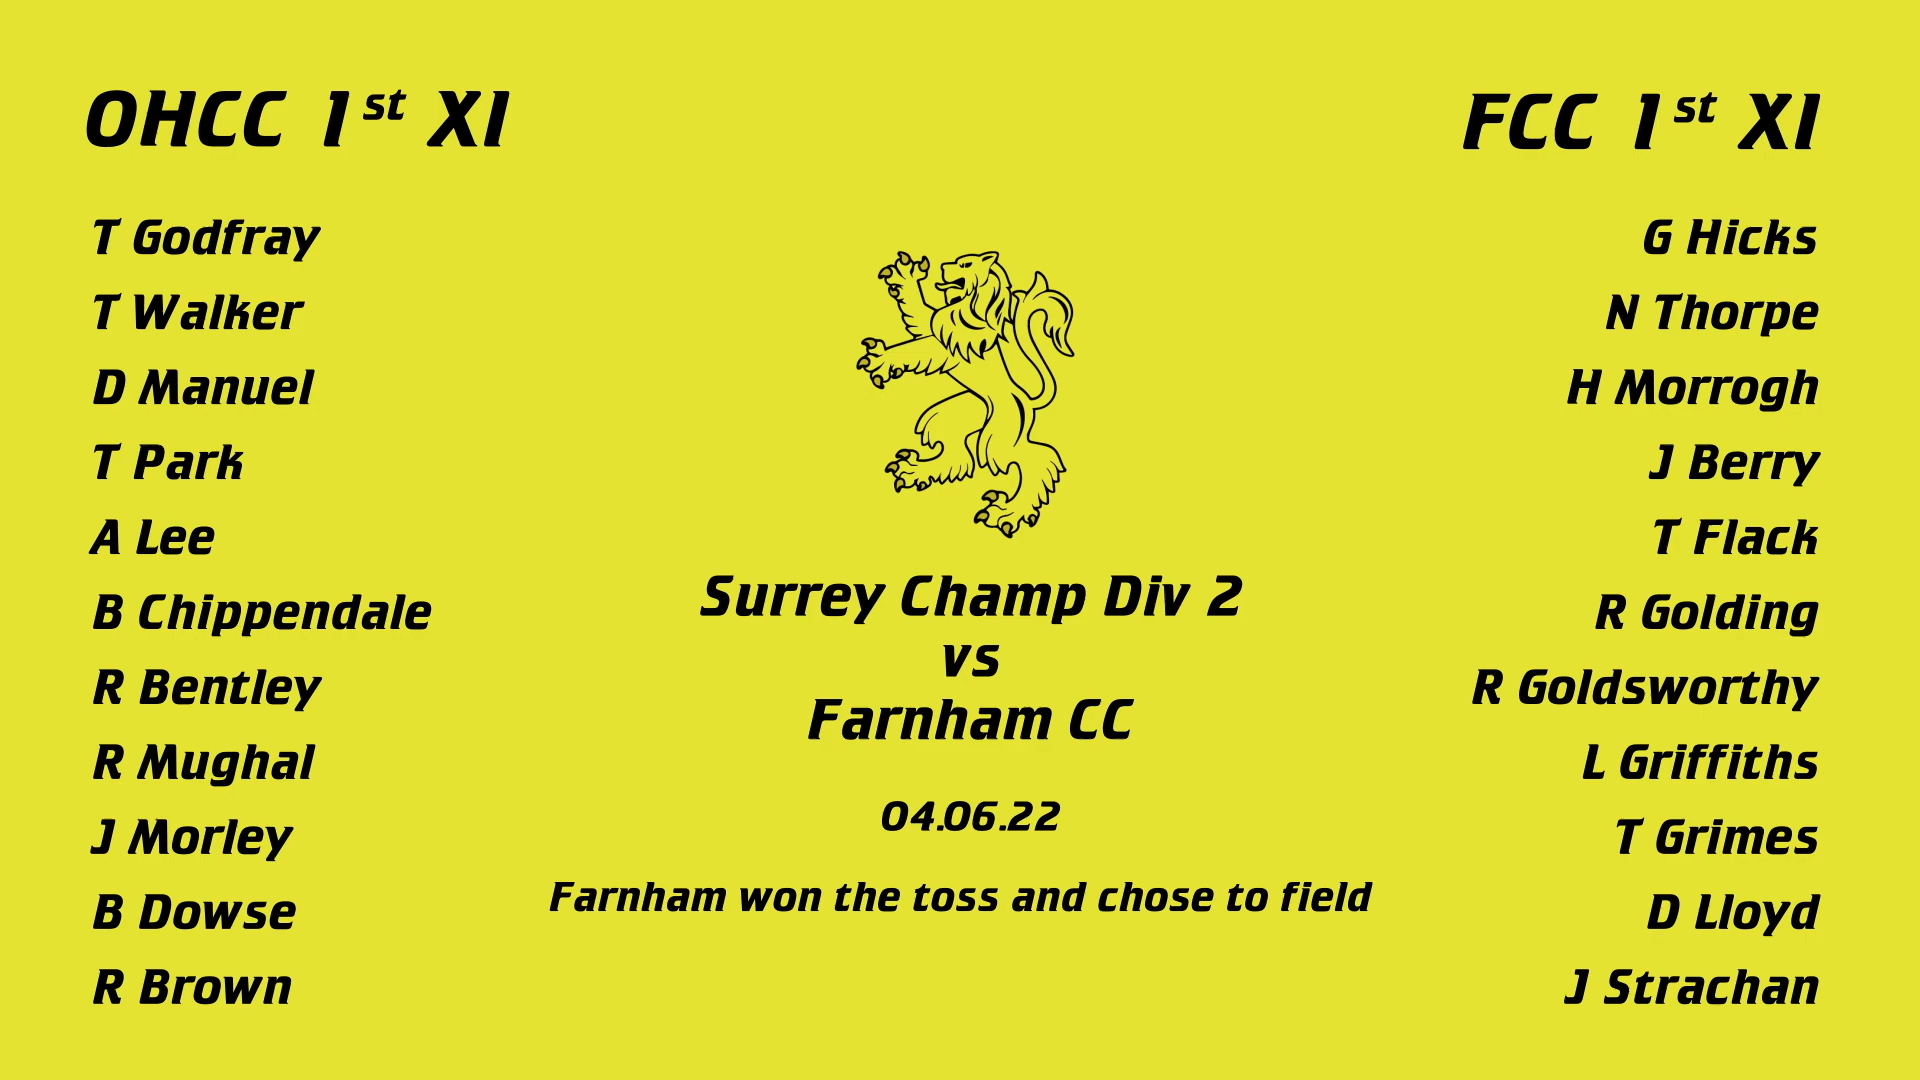 OHCC 1st XI
T Godfray
T Walker
D Manuel
T Park
A Lee
B Chippendale
R Bentley
R Mughal
J Morley
B Dowse
R Brown
Surrey Champ Div 2
vs
Farnham CC
04.06.22
Farnham won the toss and chose to field
FCC 1st XI
G Hicks
N Thorpe
H Morrogh
J Berry
T Flack
R Golding
R Goldsworthy
L Griffiths
T Grimes
D Lloyd
J Strachan